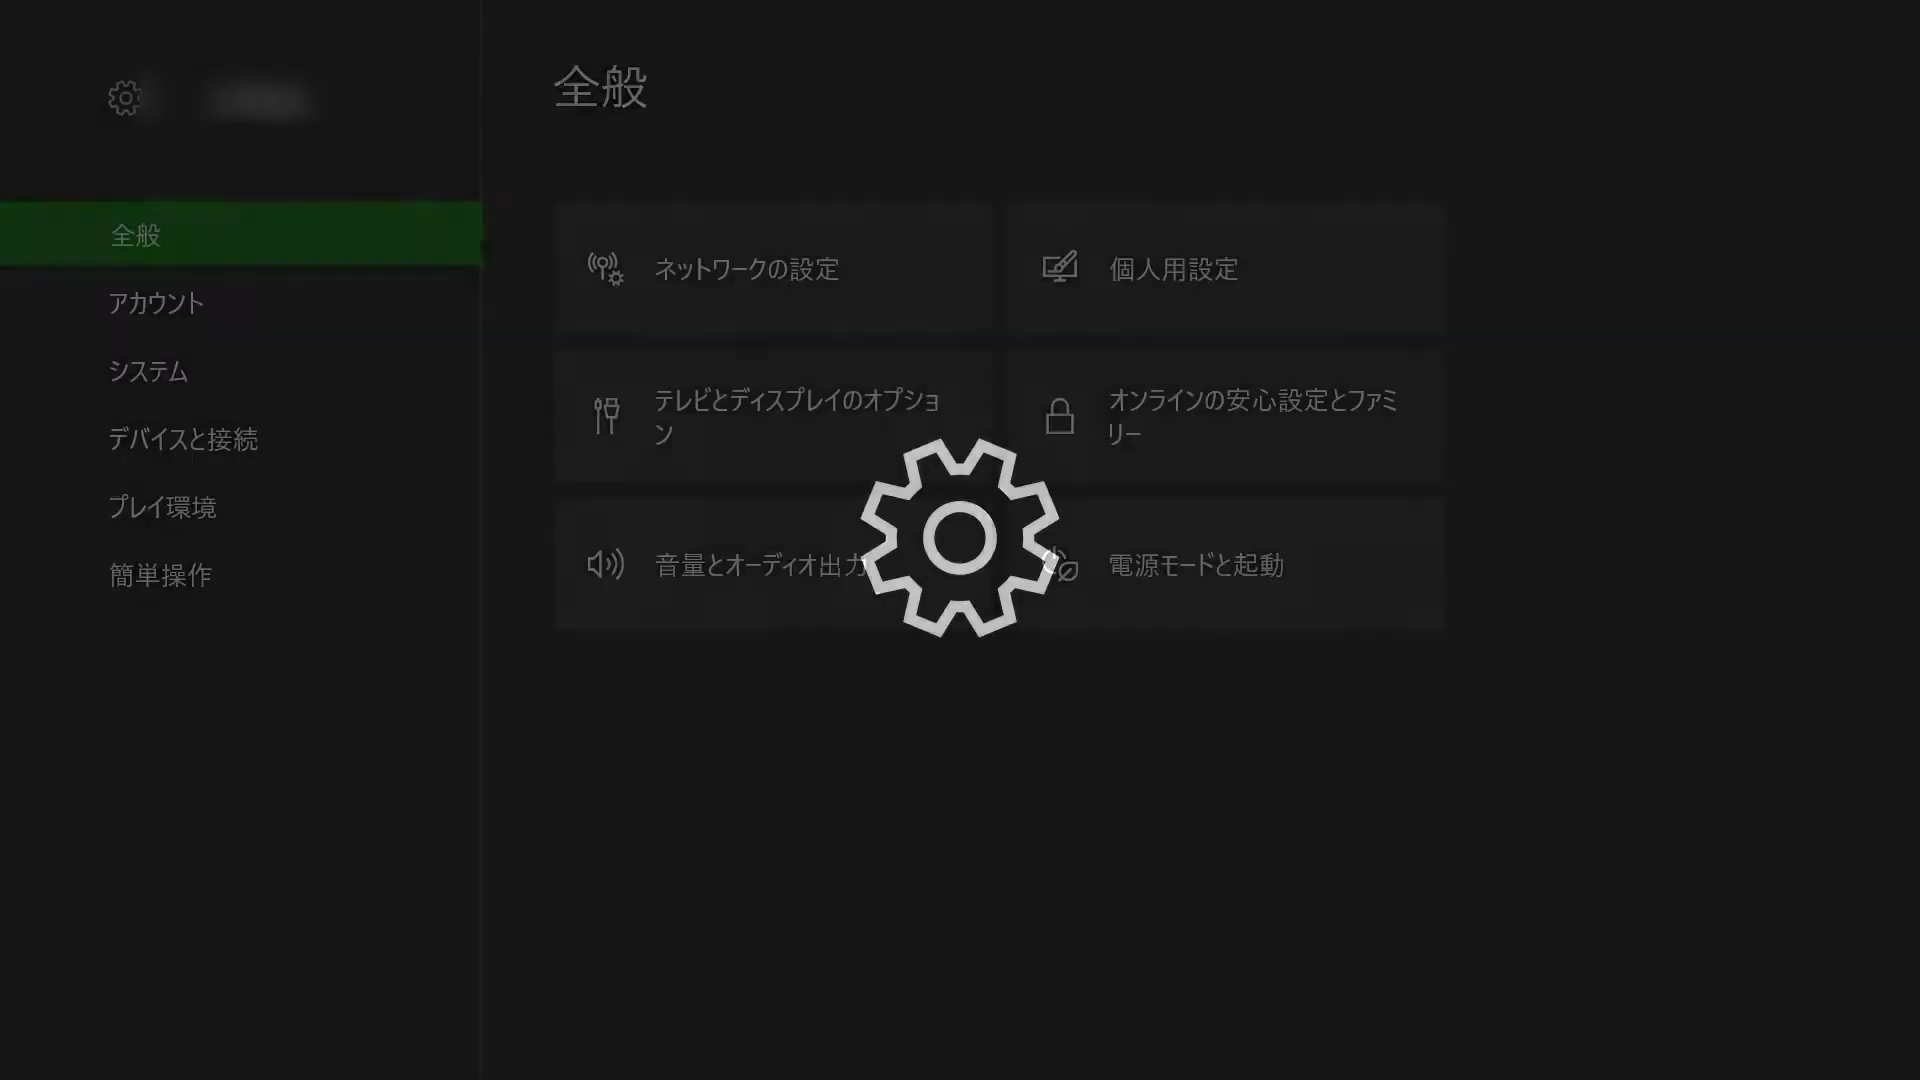 全般
全般
アカウント
システム
デバイスと接続
プレイ環境
簡単操作
ネットワークの設定
個人用設定
テレビとディスプレイのオプショ
ン
オンラインの安心設定とファミ
リー
音量とオーディオ出力
電源モードと起動